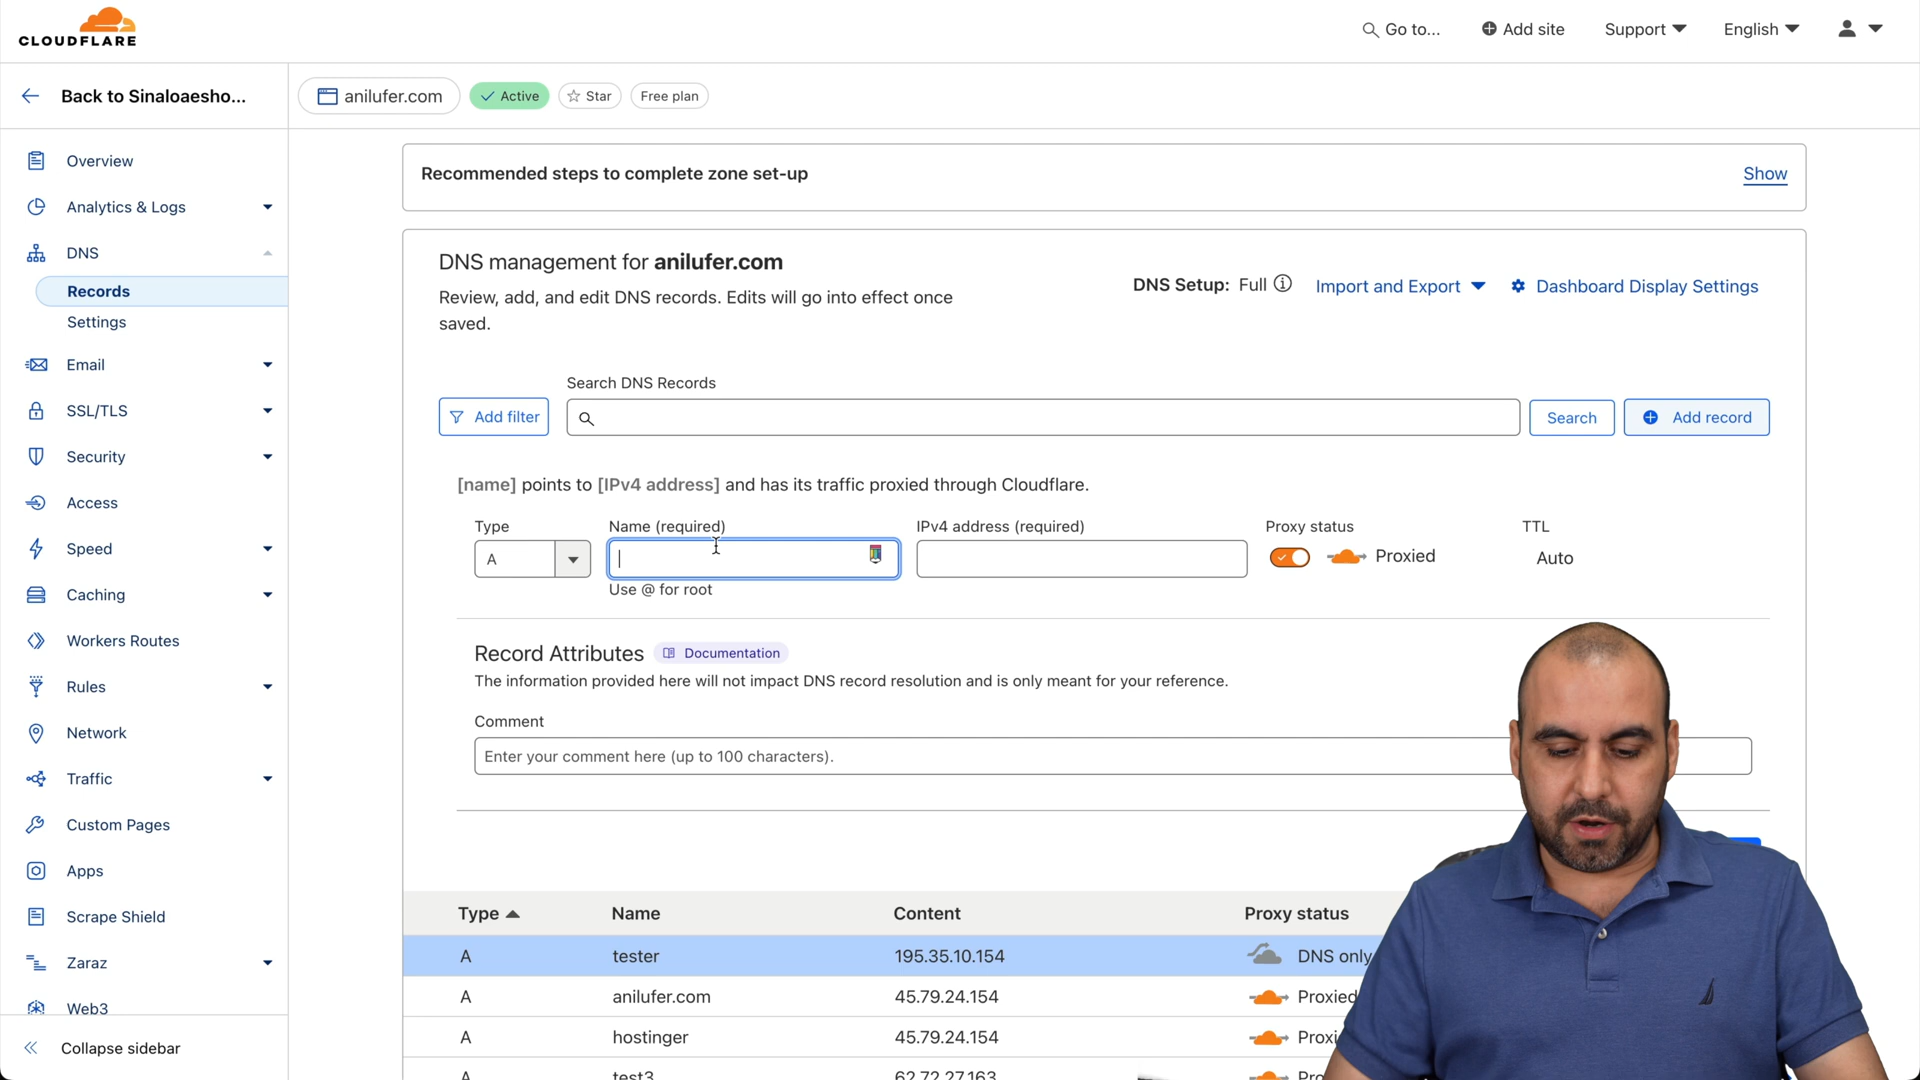 CLOUDFLARE
Go to...
Add site
Support
English
Back to Sinaloaesho...
anilufer.com
Active
Star
Free plan
Overview
Analytics & Logs
DNS
Records
Settings
Email
SSL/TLS
Security
Access
Speed
Caching
Workers Routes
Rules
Network
Traffic
Custom Pages
Apps
Scrape Shield
Zaraz
Web3
Collapse sidebar
Recommended steps to complete zone set-up
Show
DNS management for anilufer.com
Review, add, and edit DNS records. Edits will go into effect once
saved.
DNS Setup: Full
Import and Export
Dashboard Display Settings
Search DNS Records
Add filter
Search
Add record
[name] points to [IPv4 address] and has its traffic proxied through Cloudflare.
Type
Name (required)
IPv4 address (required)
Proxy status
TTL
A
Proxied
Auto
Use @ for root
Record Attributes
Documentation
The information provided here will not impact DNS record resolution and is only meant for your reference.
Comment
Enter your comment here (up to 100 characters).
Type Name Content Proxy status
A tester 195.35.10.154 DNS only
A anilufer.com 45.79.24.154 Proxied
A hostinger 45.79.24.154 Proxi
A test3 62.72.27.163 Pro